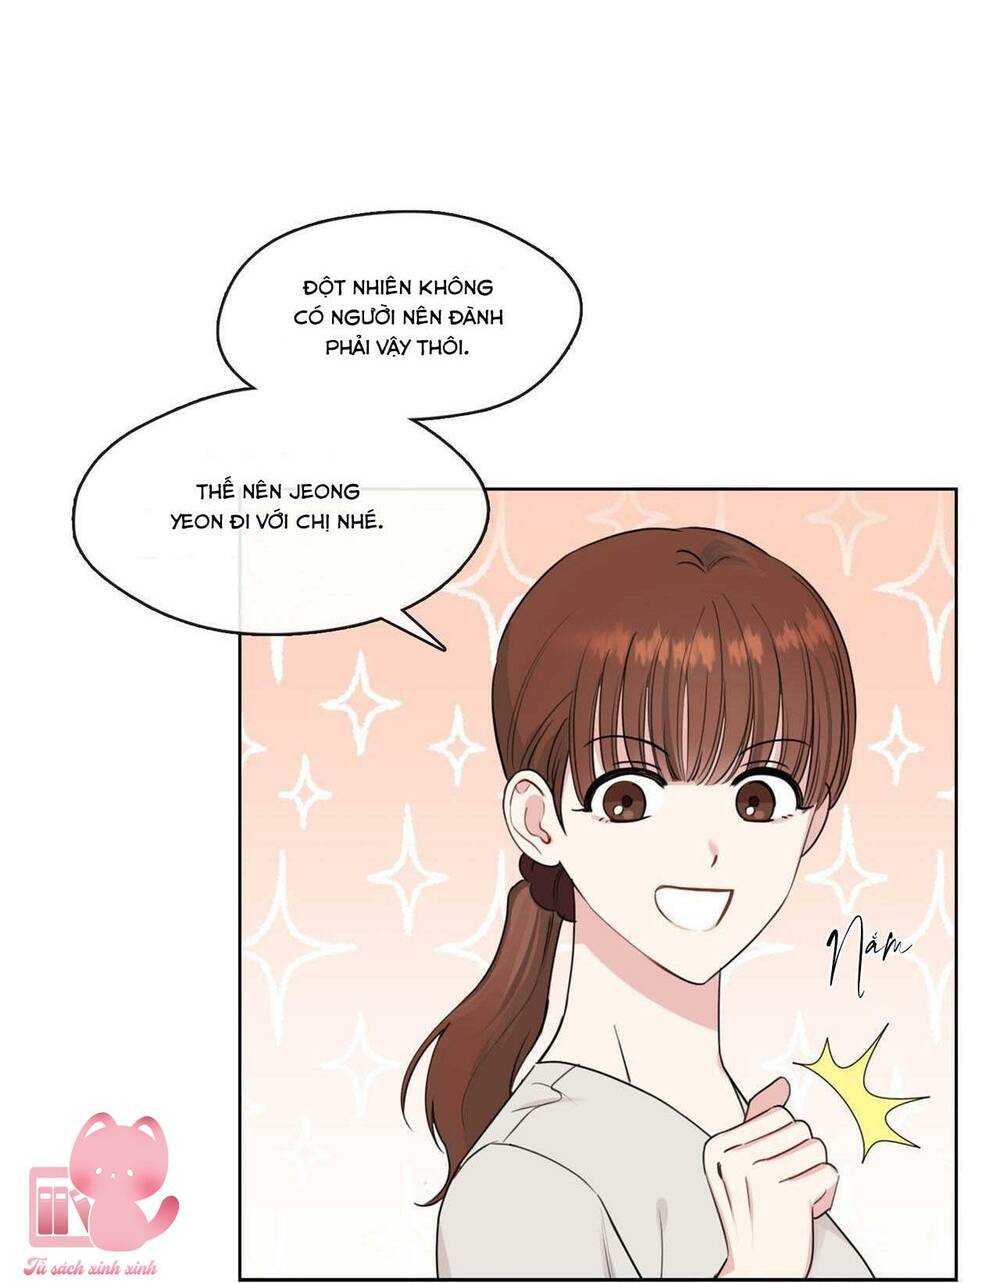 ĐỘT NHIÊN KHÔNG
CÓ NGƯỜI NÊN ĐÀNH
PHẢI VẬY THÔI.
THẾ NÊN JEONG
YEON ĐI VỚI CHỊ NHÉ.
Nắm
Tủ sách xinh xinh